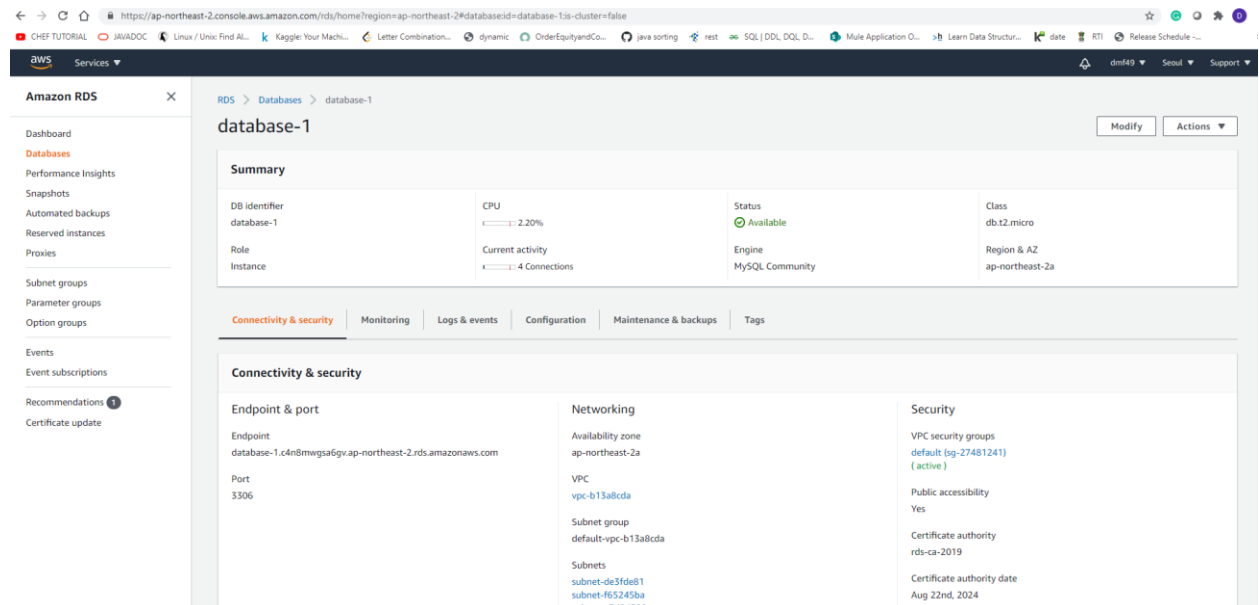 https://ap-northeast-2.console.aws.amazon.com/rds/home?region=ap-northeast-2#database:id=database-1;is-cluster=false
CHEF TUTORIAL JAVADOC Linux / Unix: Find Al... Kaggle: Your Machi... Letter Combination... dynamic OrderEquityandCo... java sorting rest SQL | DDL, DQL, D... Mule Application O... Learn Data Structur... date RTI Release Schedule -...
aws Services dmf49 Seoul Support
Amazon RDS
Dashboard
Databases
Performance Insights
Snapshots
Automated backups
Reserved instances
Proxies
Subnet groups
Parameter groups
Option groups
Events
Event subscriptions
Recommendations 1
Certificate update
RDS > Databases > database-1
database-1
Modify Actions
Summary
DB identifier
database-1
CPU
2.20%
Status
Available
Class
db.t2.micro
Role
Instance
Current activity
4 Connections
Engine
MySQL Community
Region & AZ
ap-northeast-2a
Connectivity & security Monitoring Logs & events Configuration Maintenance & backups Tags
Connectivity & security
Endpoint & port
Endpoint
database-1.c4n8mwgsa6gv.ap-northeast-2.rds.amazonaws.com
Port
3306
Networking
Availability zone
ap-northeast-2a
VPC
vpc-b13a8cda
Subnet group
default-vpc-b13a8cda
Subnets
subnet-de3fde81
subnet-f65245ba
Security
VPC security groups
default (sg-27481241)
( active )
Public accessibility
Yes
Certificate authority
rds-ca-2019
Certificate authority date
Aug 22nd, 2024